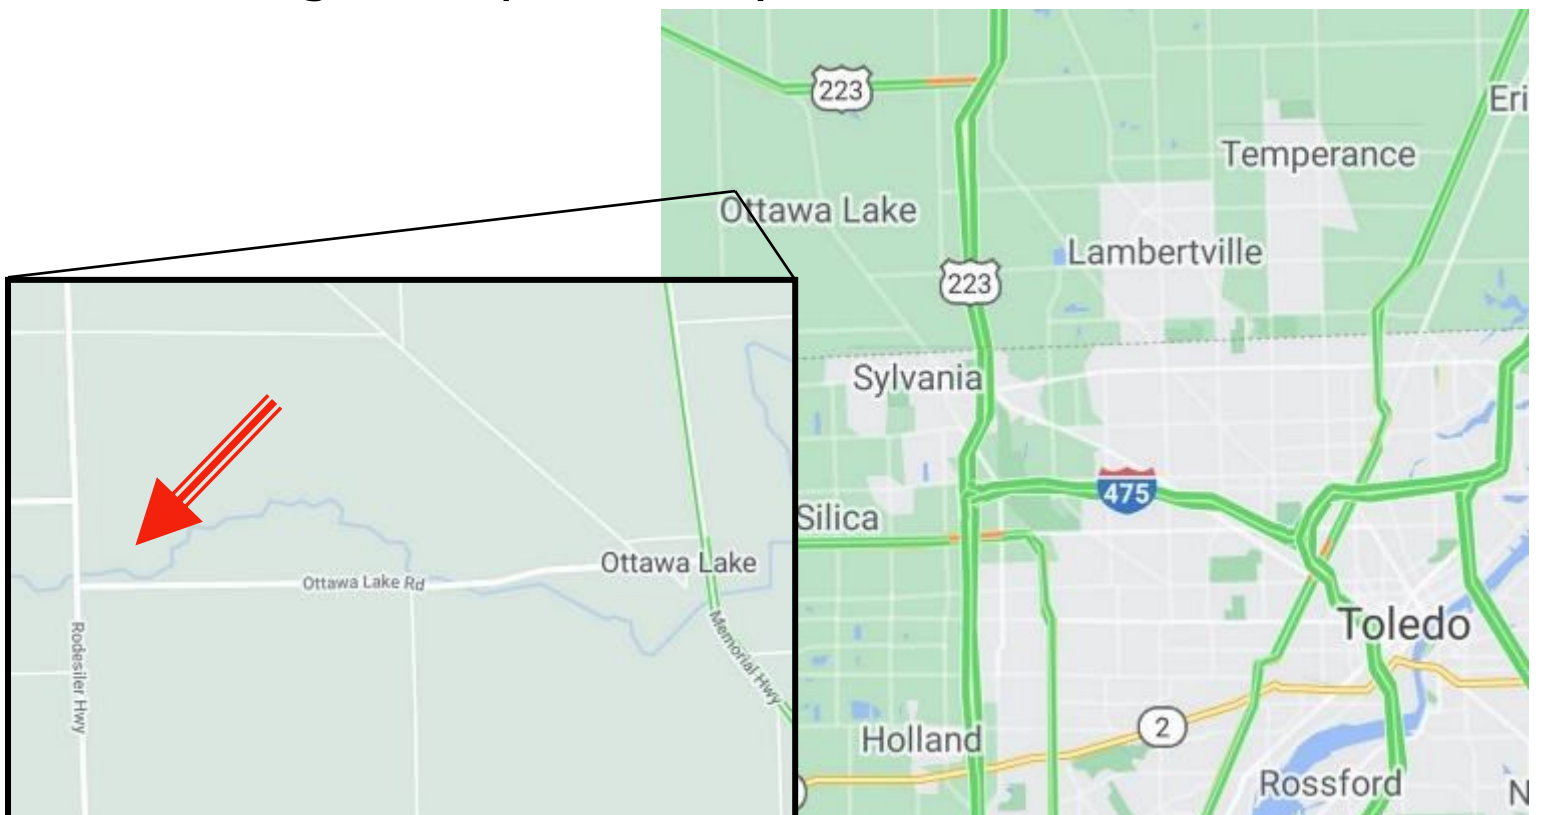 223
Eri
Temperance
Ottawa Lake
Lambertville
223
Sylvania
475
Silica
Ottawa Lake
Ottawa Lake Rd
Rodesiler Hwy
Memorial Hwy
Toledo
2
Holland
Rossford
N